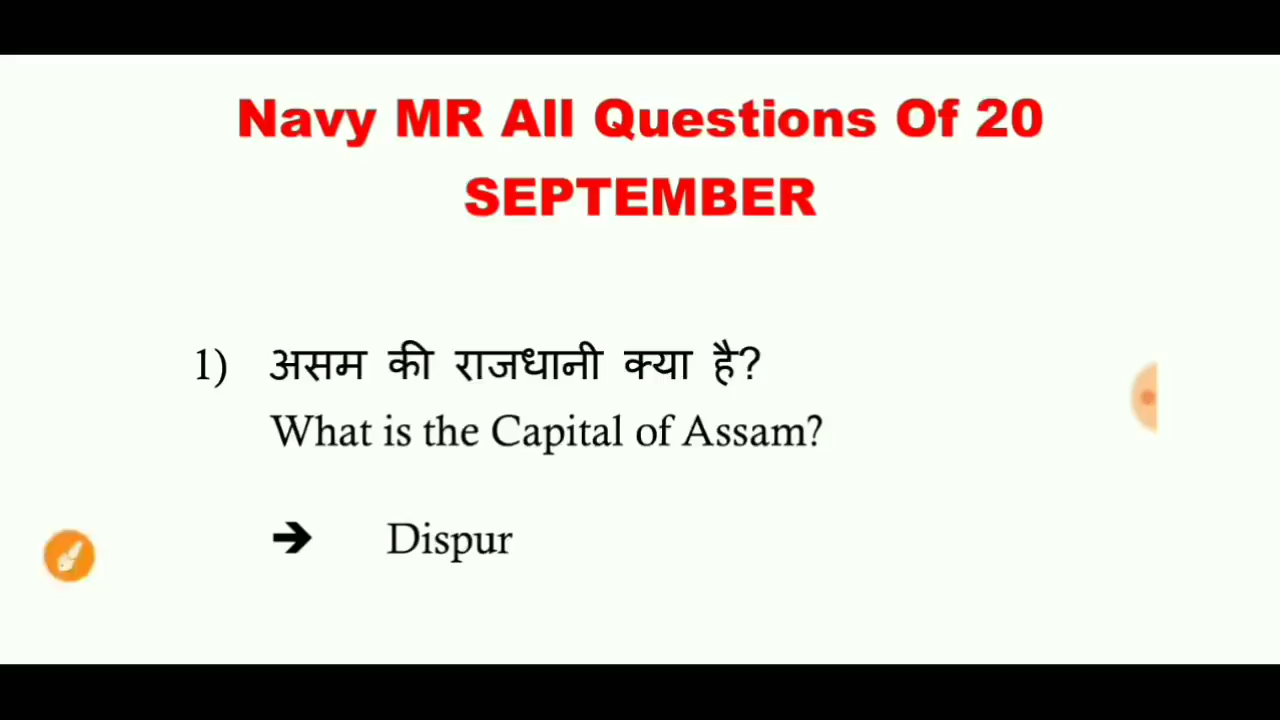 Navy MR All Questions Of 20
SEPTEMBER
1) असम की राजधानी क्या है?
What is the Capital of Assam?
➔ Dispur